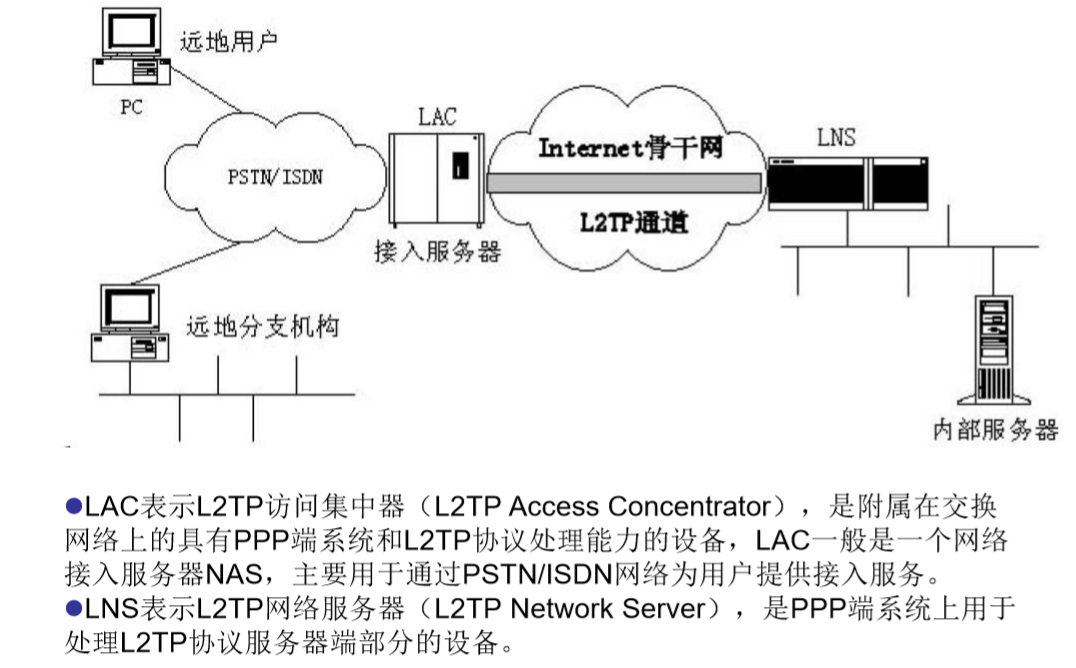 远地用户
PC
LAC
PSTN/ISDN
Internet骨干网
LNS
L2TP通道
接入服务器
远地分支机构
内部服务器
●LAC表示L2TP访问集中器（L2TP Access Concentrator），是附属在交换
网络上的具有PPP端系统和L2TP协议处理能力的设备，LAC一般是一个网络
接入服务器NAS，主要用于通过PSTN/ISDN网络为用户提供接入服务。
●LNS表示L2TP网络服务器（L2TP Network Server），是PPP端系统上用于
处理L2TP协议服务器端部分的设备。